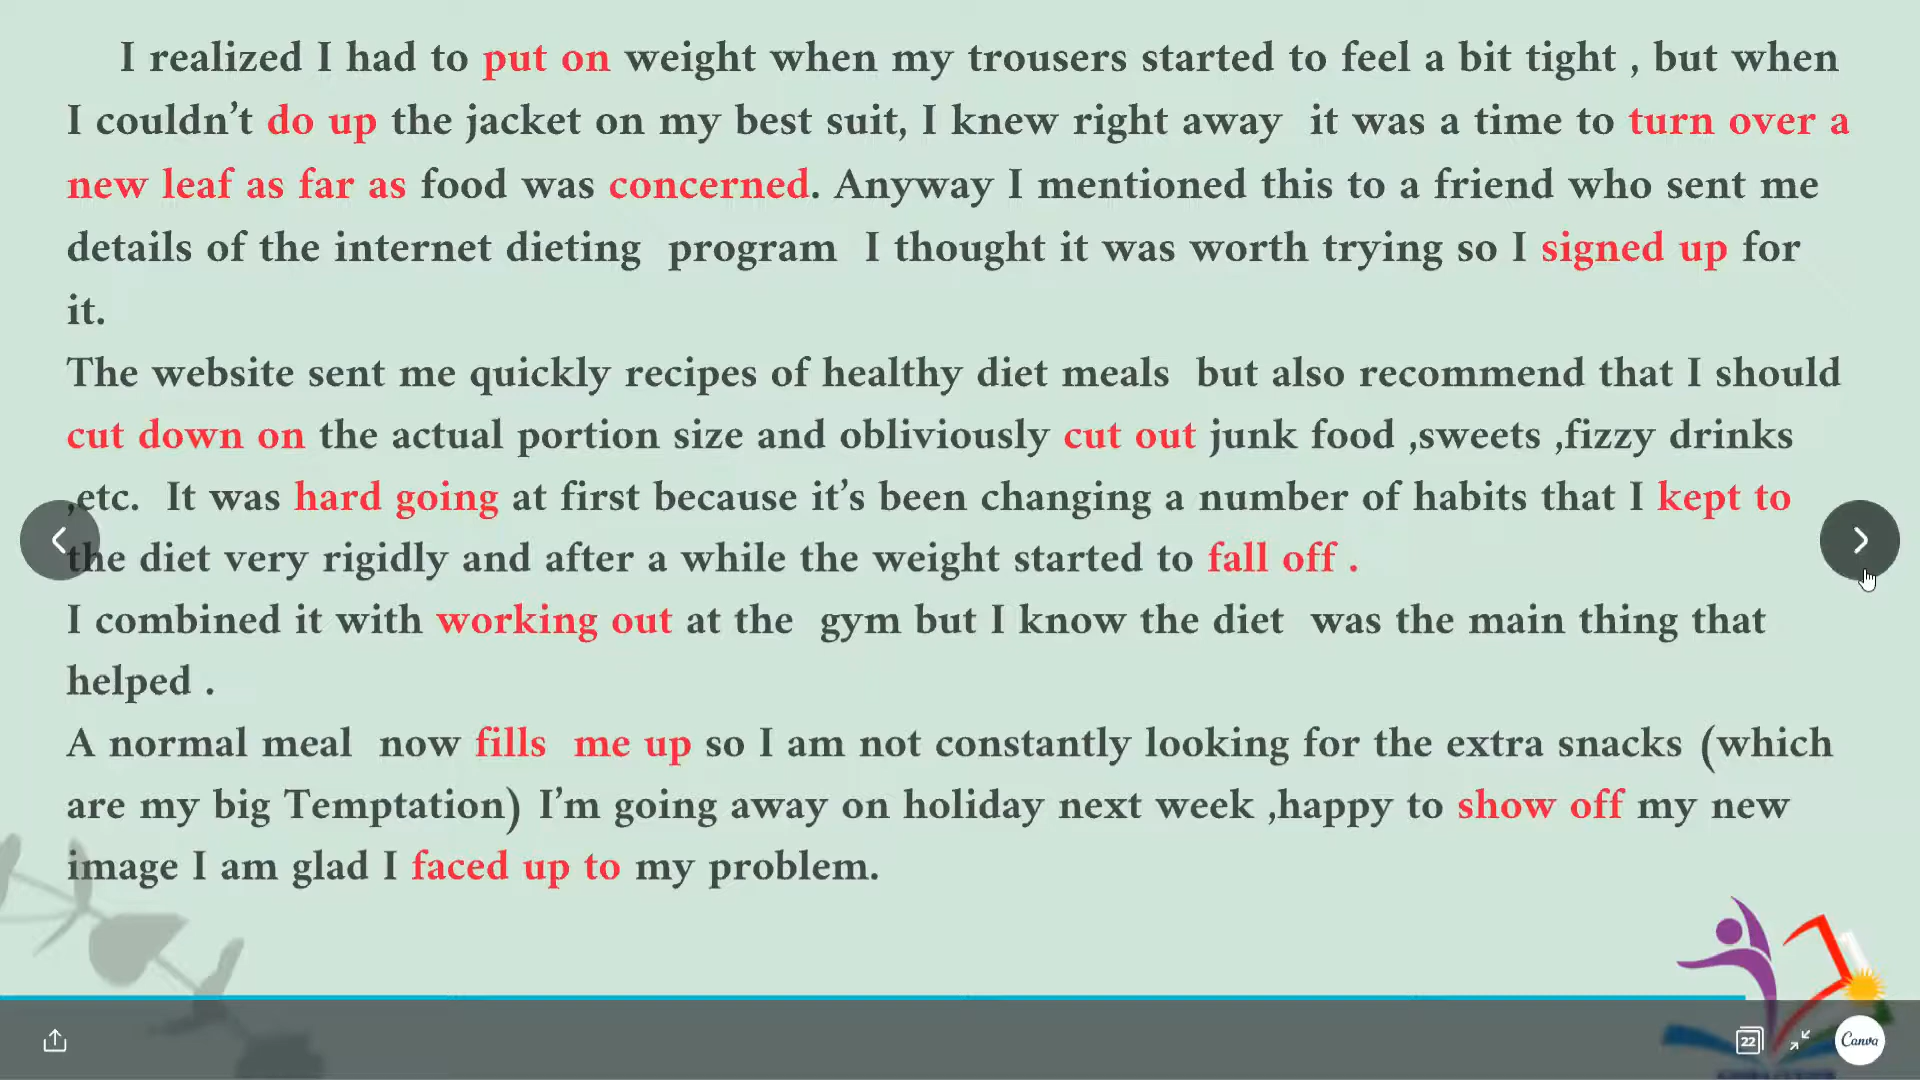 I realized I had to put on weight when my trousers started to feel a bit tight , but when
I couldn’t do up the jacket on my best suit, I knew right away it was a time to turn over a
new leaf as far as food was concerned. Anyway I mentioned this to a friend who sent me
details of the internet dieting program I thought it was worth trying so I signed up for
it.
The website sent me quickly recipes of healthy diet meals but also recommend that I should
cut down on the actual portion size and obliviously cut out junk food ,sweets ,fizzy drinks
,etc. It was hard going at first because it’s been changing a number of habits that I kept to
the diet very rigidly and after a while the weight started to fall off .
I combined it with working out at the gym but I know the diet was the main thing that
helped .
A normal meal now fills me up so I am not constantly looking for the extra snacks (which
are my big Temptation) I’m going away on holiday next week ,happy to show off my new
image I am glad I faced up to my problem.
22
Canva